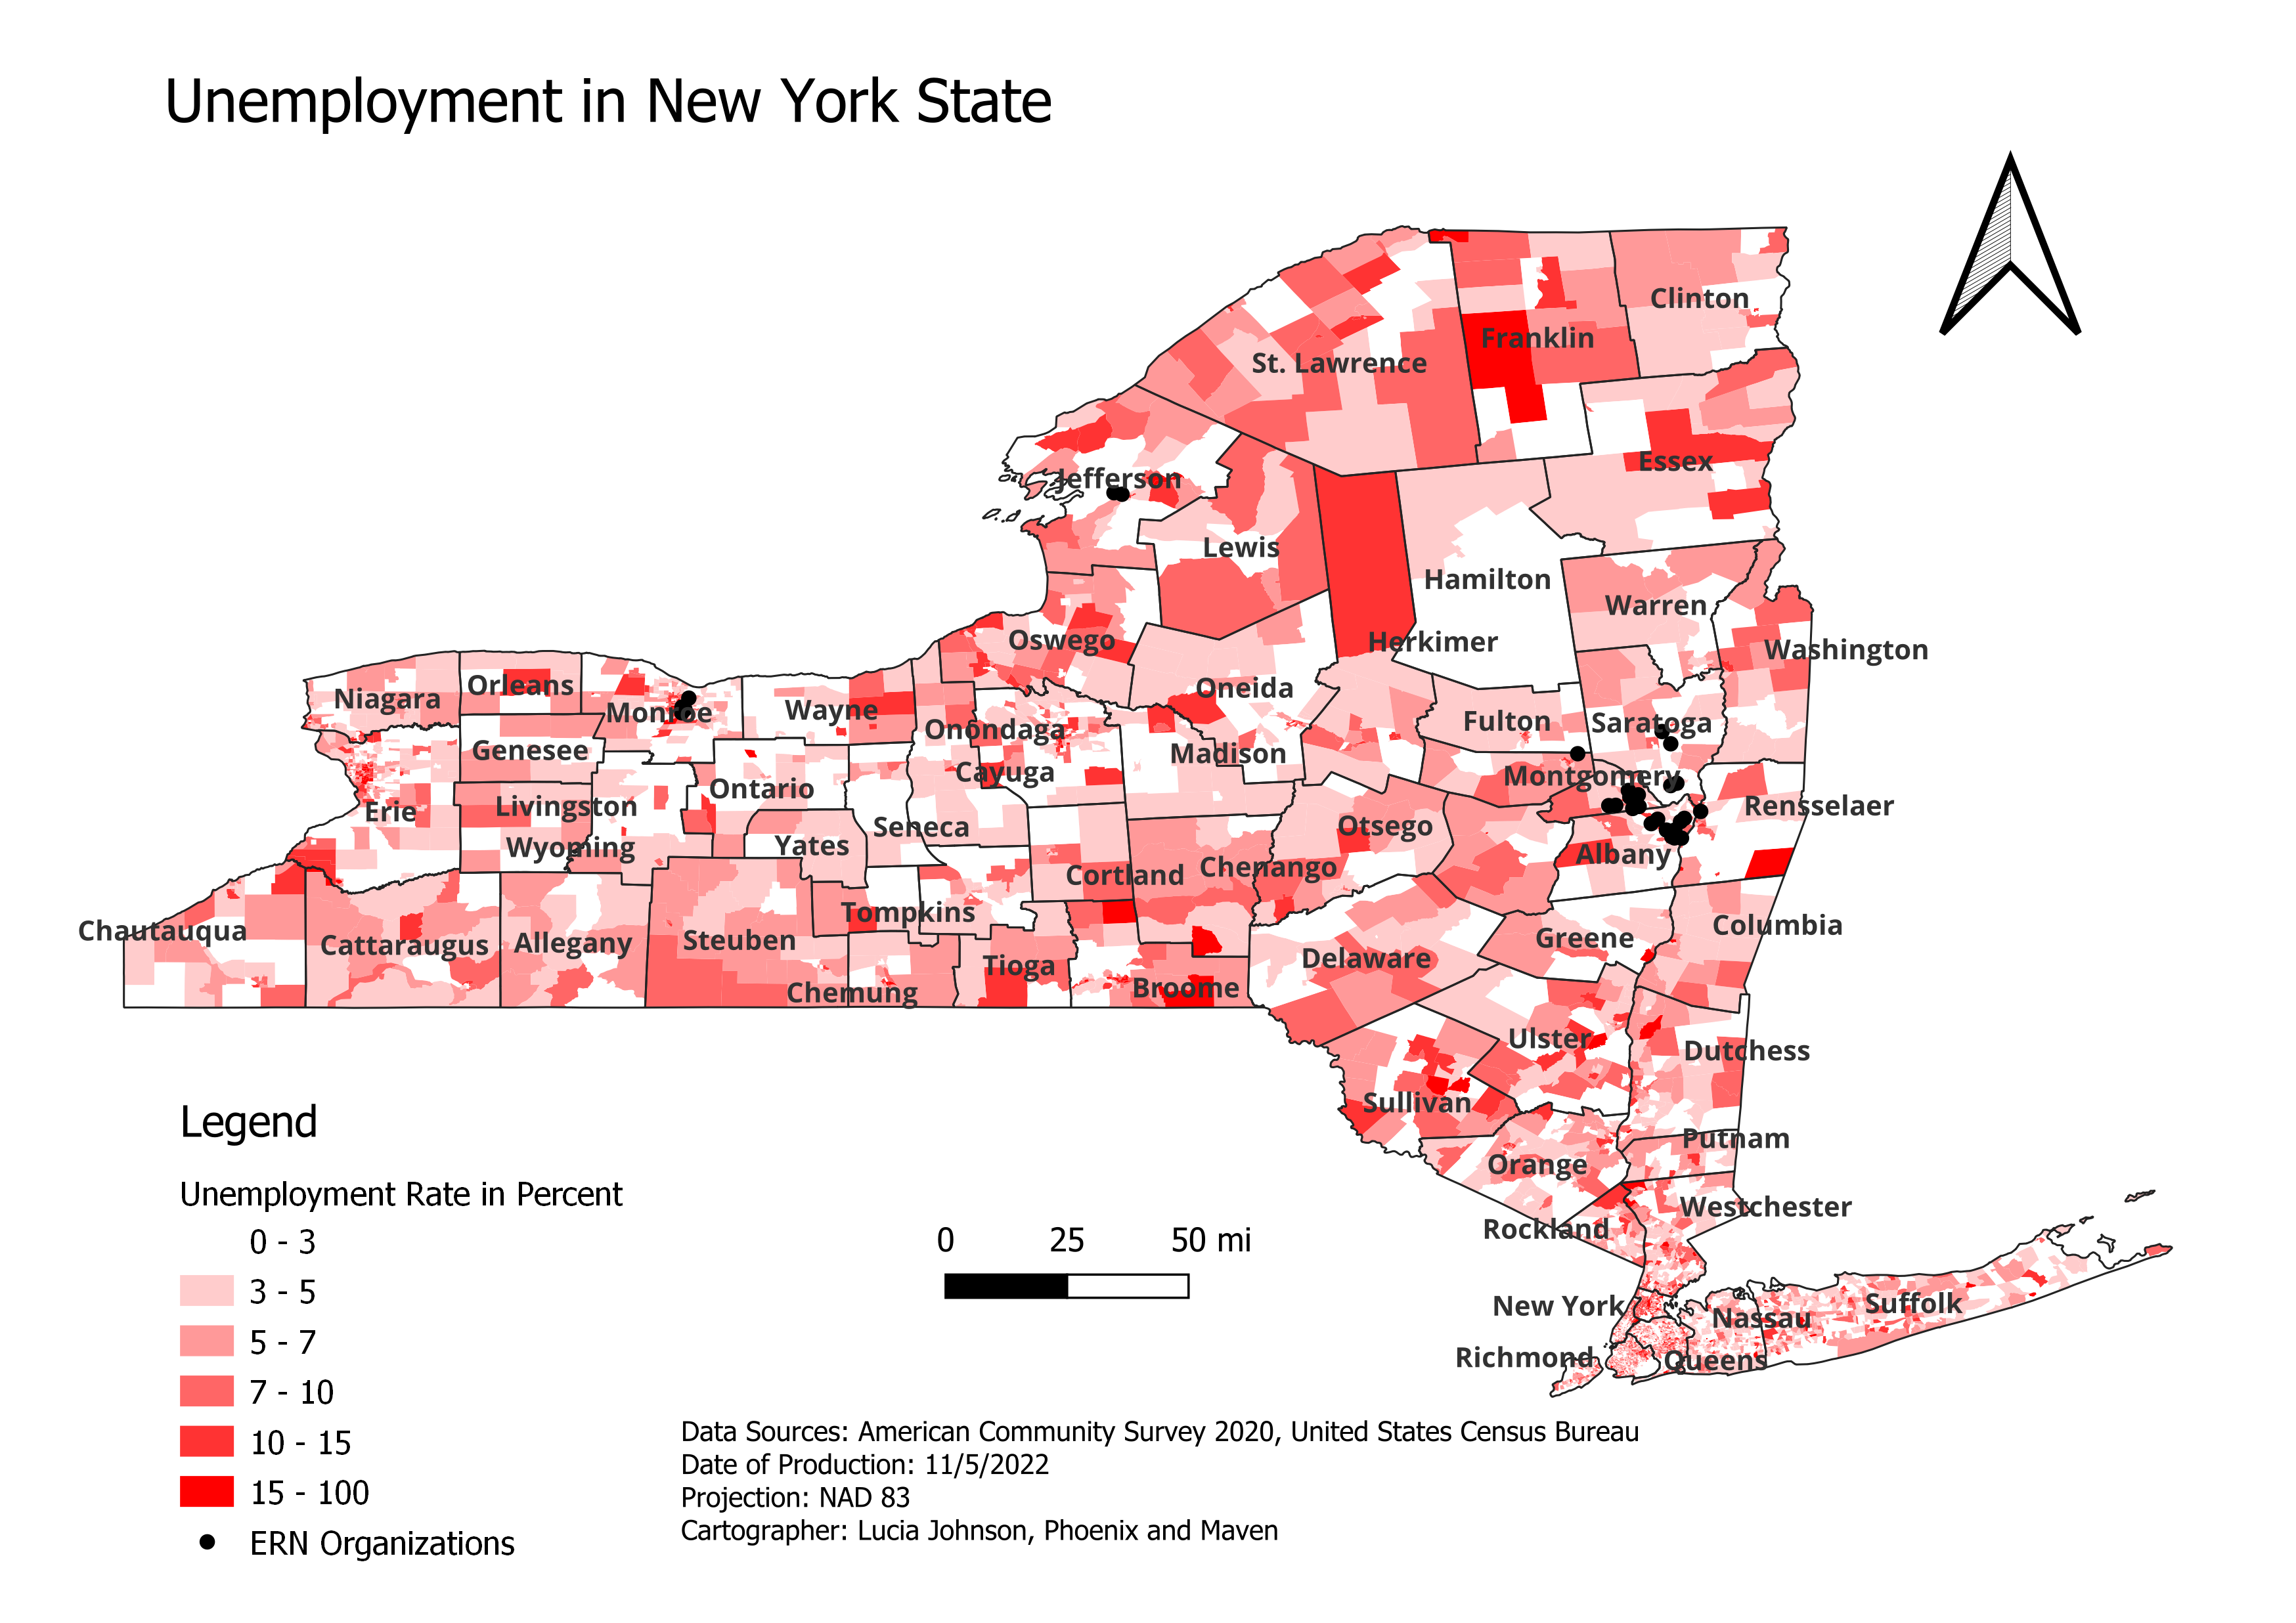 Unemployment in New York State
Clinton
Franklin
St. Lawrence
Essex
Jefferson
Lewis
Hamilton
Warren
Oswego
Herkimer
Washington
Niagara
Orleans
Monroe
Wayne
Oneida
Onondaga
Fulton
Saratoga
Genesee
Madison
Cayuga
Montgomery
Ontario
Livingston
Erie
Rensselaer
Seneca
Otsego
Wyoming
Yates
Albany
Cortland
Chenango
Chautauqua
Tompkins
Columbia
Cattaraugus
Allegany
Steuben
Greene
Tioga
Delaware
Chemung
Broome
Ulster
Dutchess
Sullivan
Putnam
Orange
Westchester
Rockland
New York
Suffolk
Nassau
Richmond
Queens
Legend
Unemployment Rate in Percent
0 - 3
3 - 5
5 - 7
7 - 10
10 - 15
15 - 100
ERN Organizations
0 25 50 mi
Data Sources: American Community Survey 2020, United States Census Bureau
Date of Production: 11/5/2022
Projection: NAD 83
Cartographer: Lucia Johnson, Phoenix and Maven